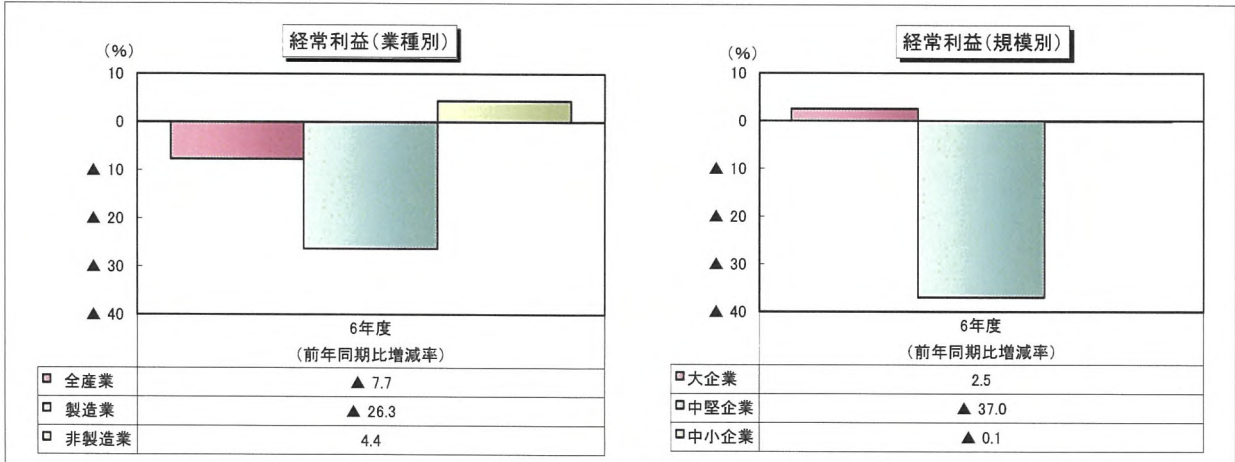 経常利益(業種別)
(%)
10
0
▲ 10
▲ 20
▲ 30
▲ 40
6年度
(前年同期比増減率)
全産業 ▲ 7.7
製造業 ▲ 26.3
非製造業 4.4
経常利益(規模別)
(%)
10
0
▲ 10
▲ 20
▲ 30
▲ 40
6年度
(前年同期比増減率)
大企業 2.5
中堅企業 ▲ 37.0
中小企業 ▲ 0.1